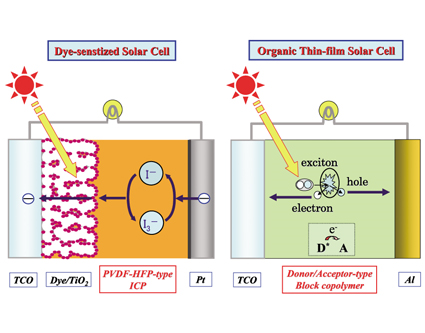 Dye-senstized Solar Cell
Organic Thin-film Solar Cell
I⁻
I₃⁻
exciton
hole
electron
e⁻
D A
TCO
Dye/TiO₂
PVDF-HFP-type
ICP
Pt
TCO
Donor/Acceptor-type
Block copolymer
Al